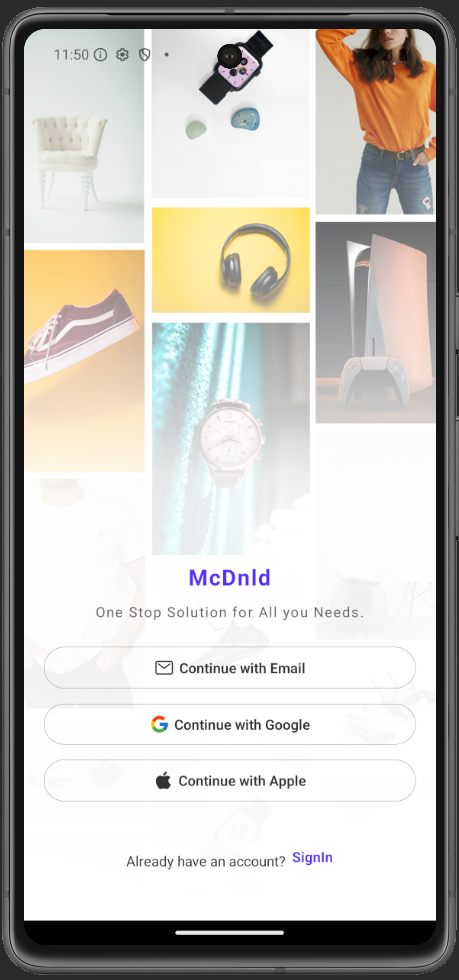 11:50
McDnld
One Stop Solution for All you Needs.
Continue with Email
Continue with Google
Continue with Apple
Already have an account? SignIn